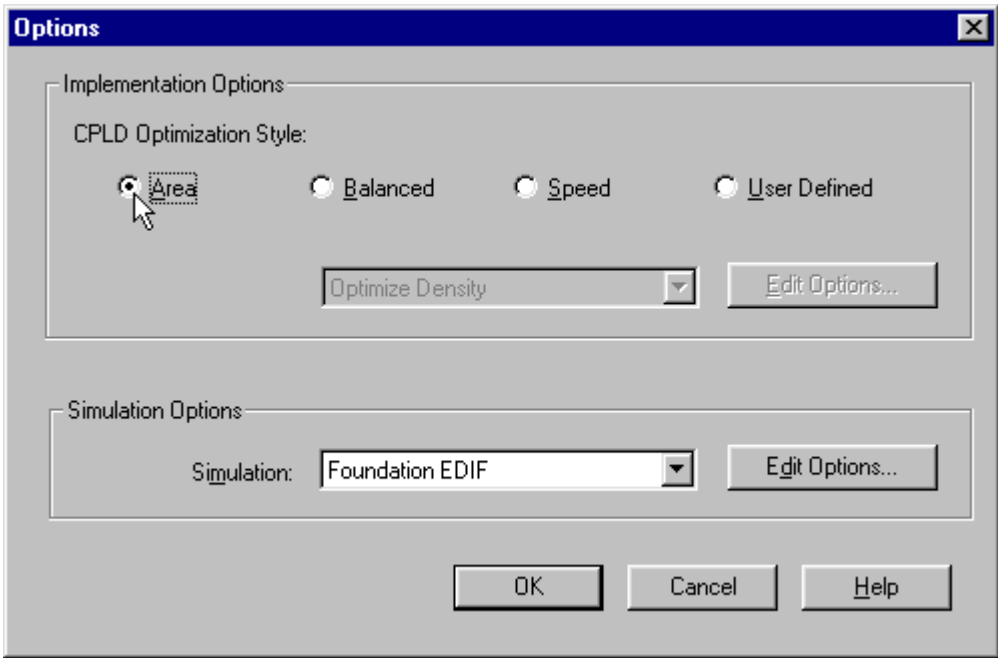 Options
Implementation Options
CPLD Optimization Style:
Area Balanced Speed User Defined
Optimize Density Edit Options...
Simulation Options
Simulation: Foundation EDIF Edit Options...
OK Cancel Help